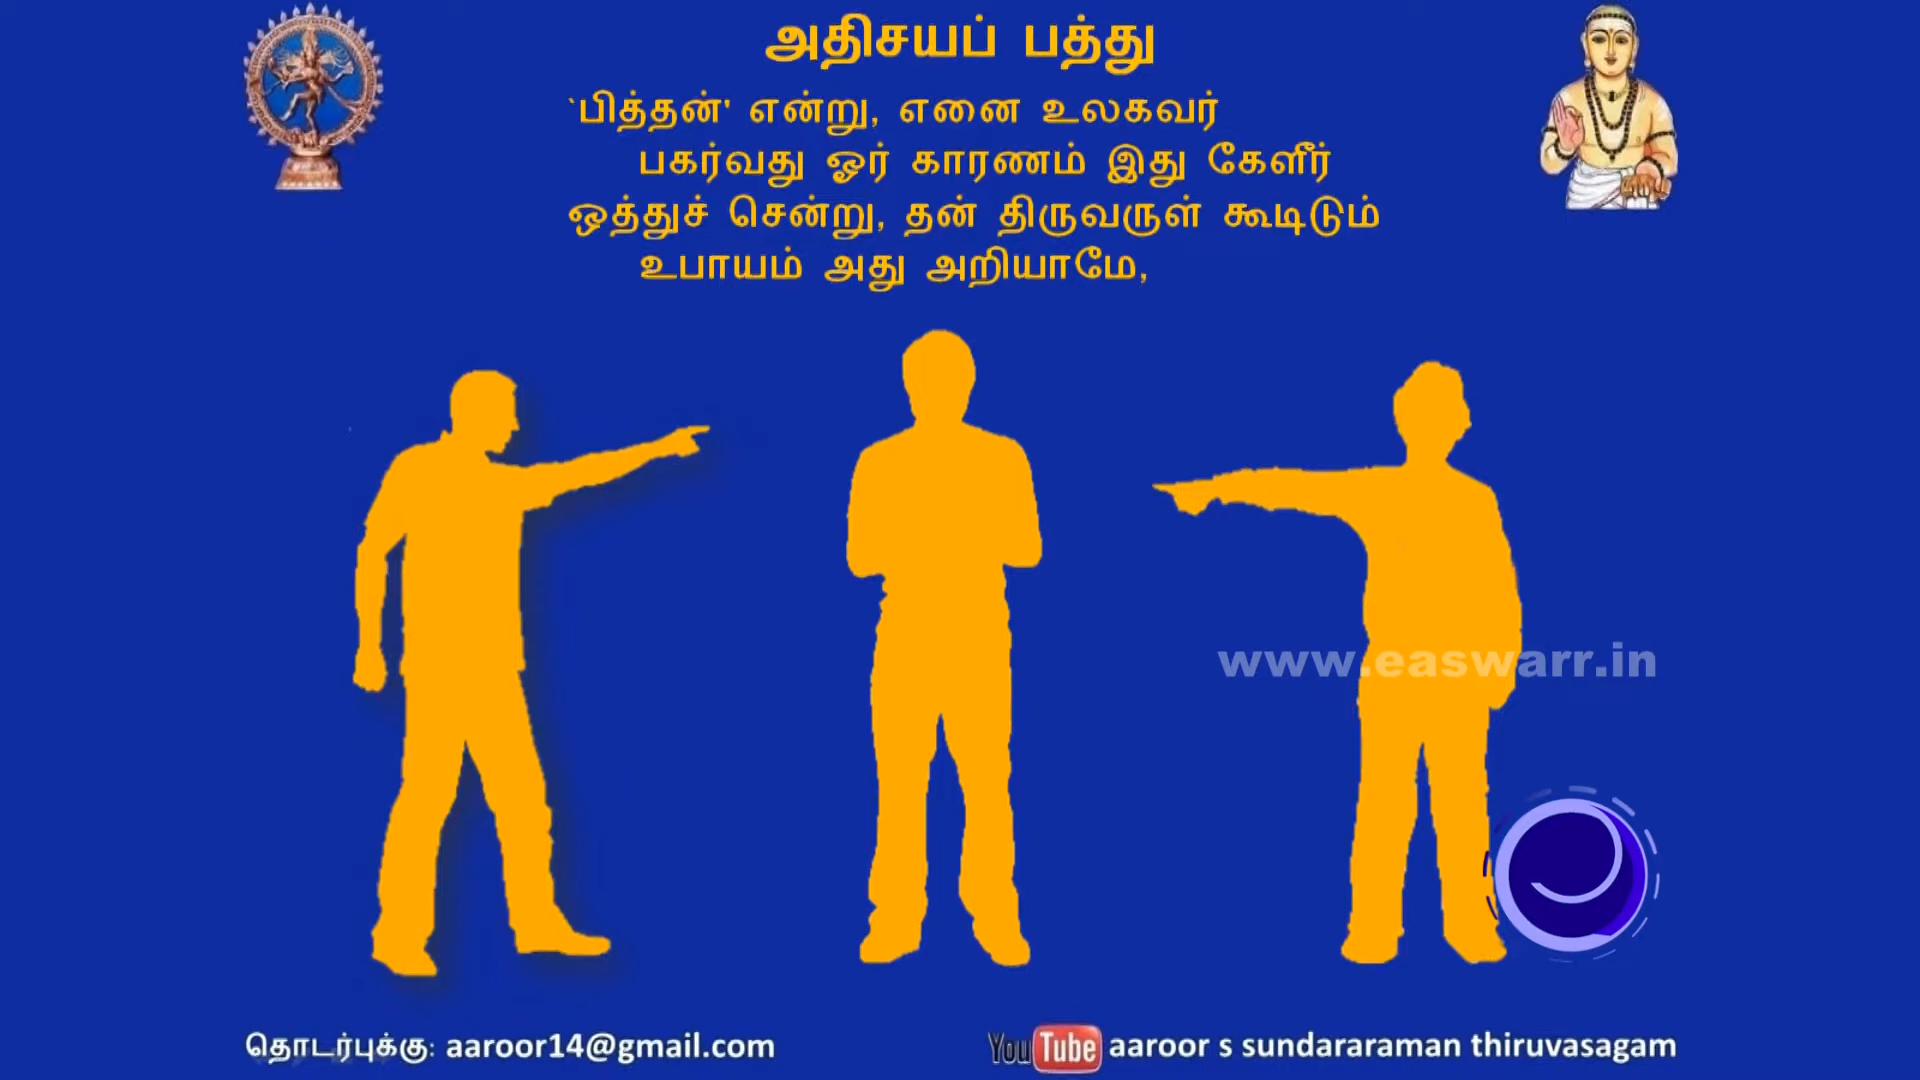 அதிசயப் பத்து
`பித்தன்' என்று, எனை உலகவர்
பகர்வது ஓர் காரணம் இது கேளீர்
ஒத்துச் சென்று, தன் திருவருள் கூடிடும்
உபாயம் அது அறியாமே,
www.easwarr.in
தொடர்புக்கு: aaroor14@gmail.com
YouTube aaroor s sundararaman thiruvasagam